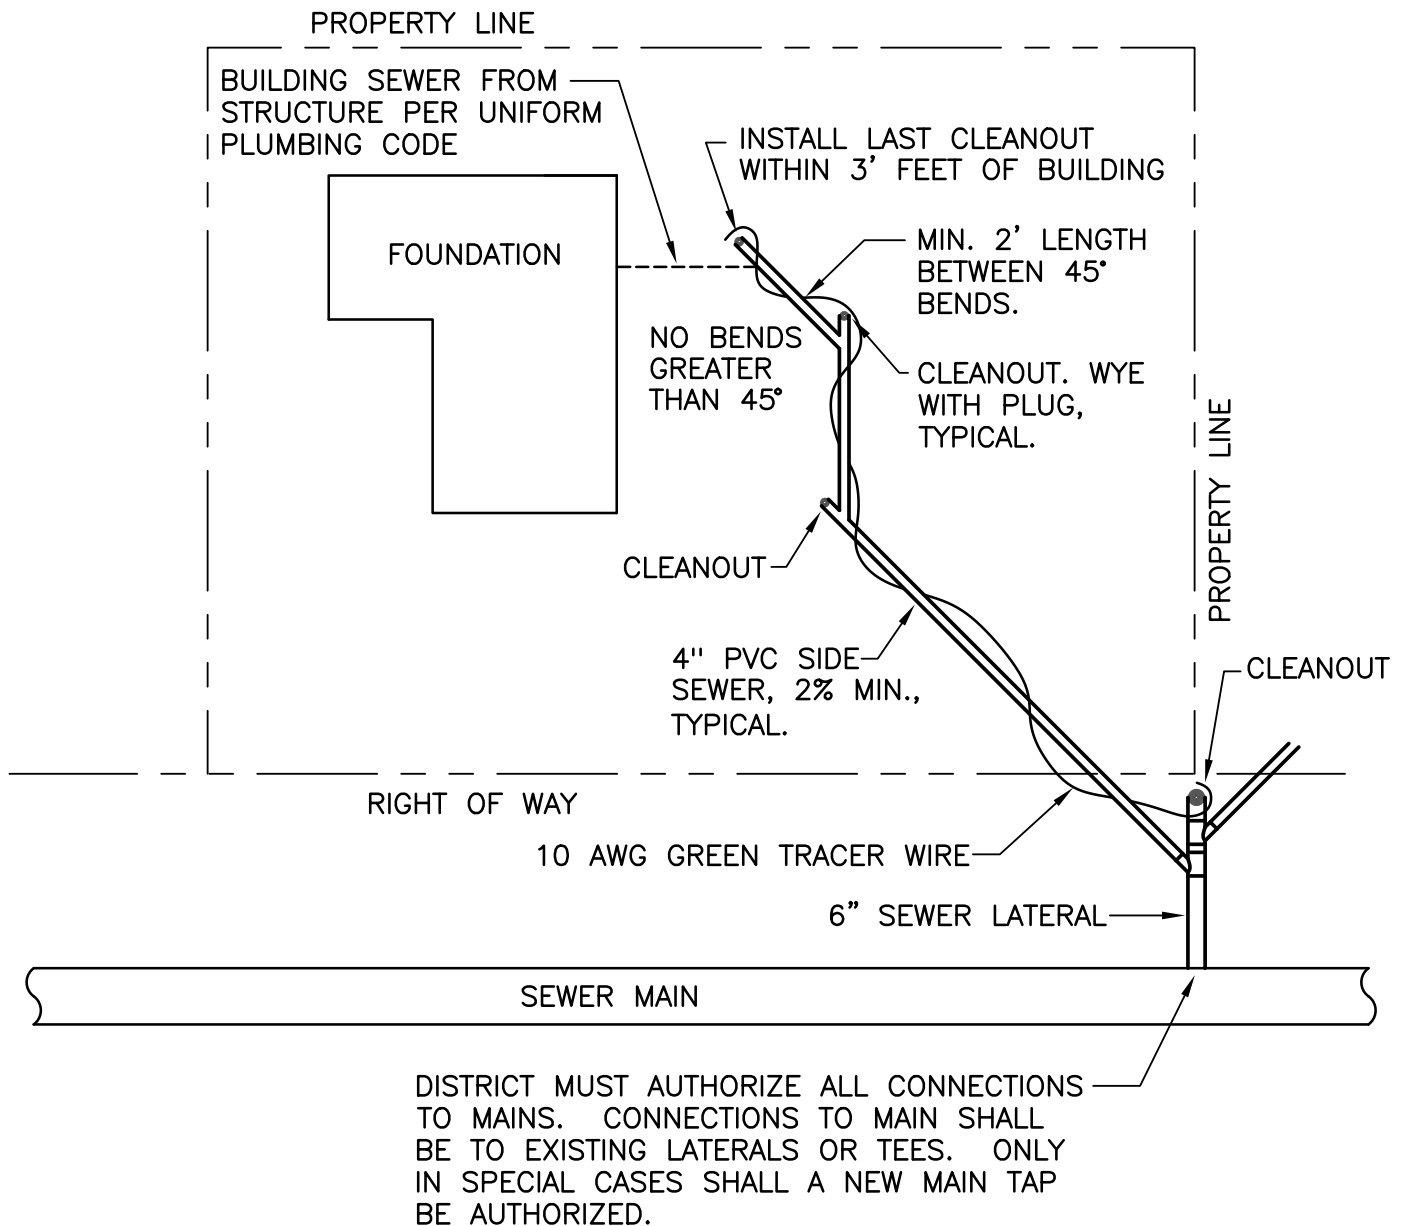 PROPERTY LINE
BUILDING SEWER FROM
STRUCTURE PER UNIFORM
PLUMBING CODE
INSTALL LAST CLEANOUT
WITHIN 3' FEET OF BUILDING
FOUNDATION
MIN. 2' LENGTH
BETWEEN 45°
BENDS.
NO BENDS
GREATER
THAN 45°
CLEANOUT. WYE
WITH PLUG,
TYPICAL.
PROPERTY LINE
CLEANOUT
4" PVC SIDE
SEWER, 2% MIN.,
TYPICAL.
CLEANOUT
RIGHT OF WAY
10 AWG GREEN TRACER WIRE
6" SEWER LATERAL
SEWER MAIN
DISTRICT MUST AUTHORIZE ALL CONNECTIONS
TO MAINS. CONNECTIONS TO MAIN SHALL
BE TO EXISTING LATERALS OR TEES. ONLY
IN SPECIAL CASES SHALL A NEW MAIN TAP
BE AUTHORIZED.